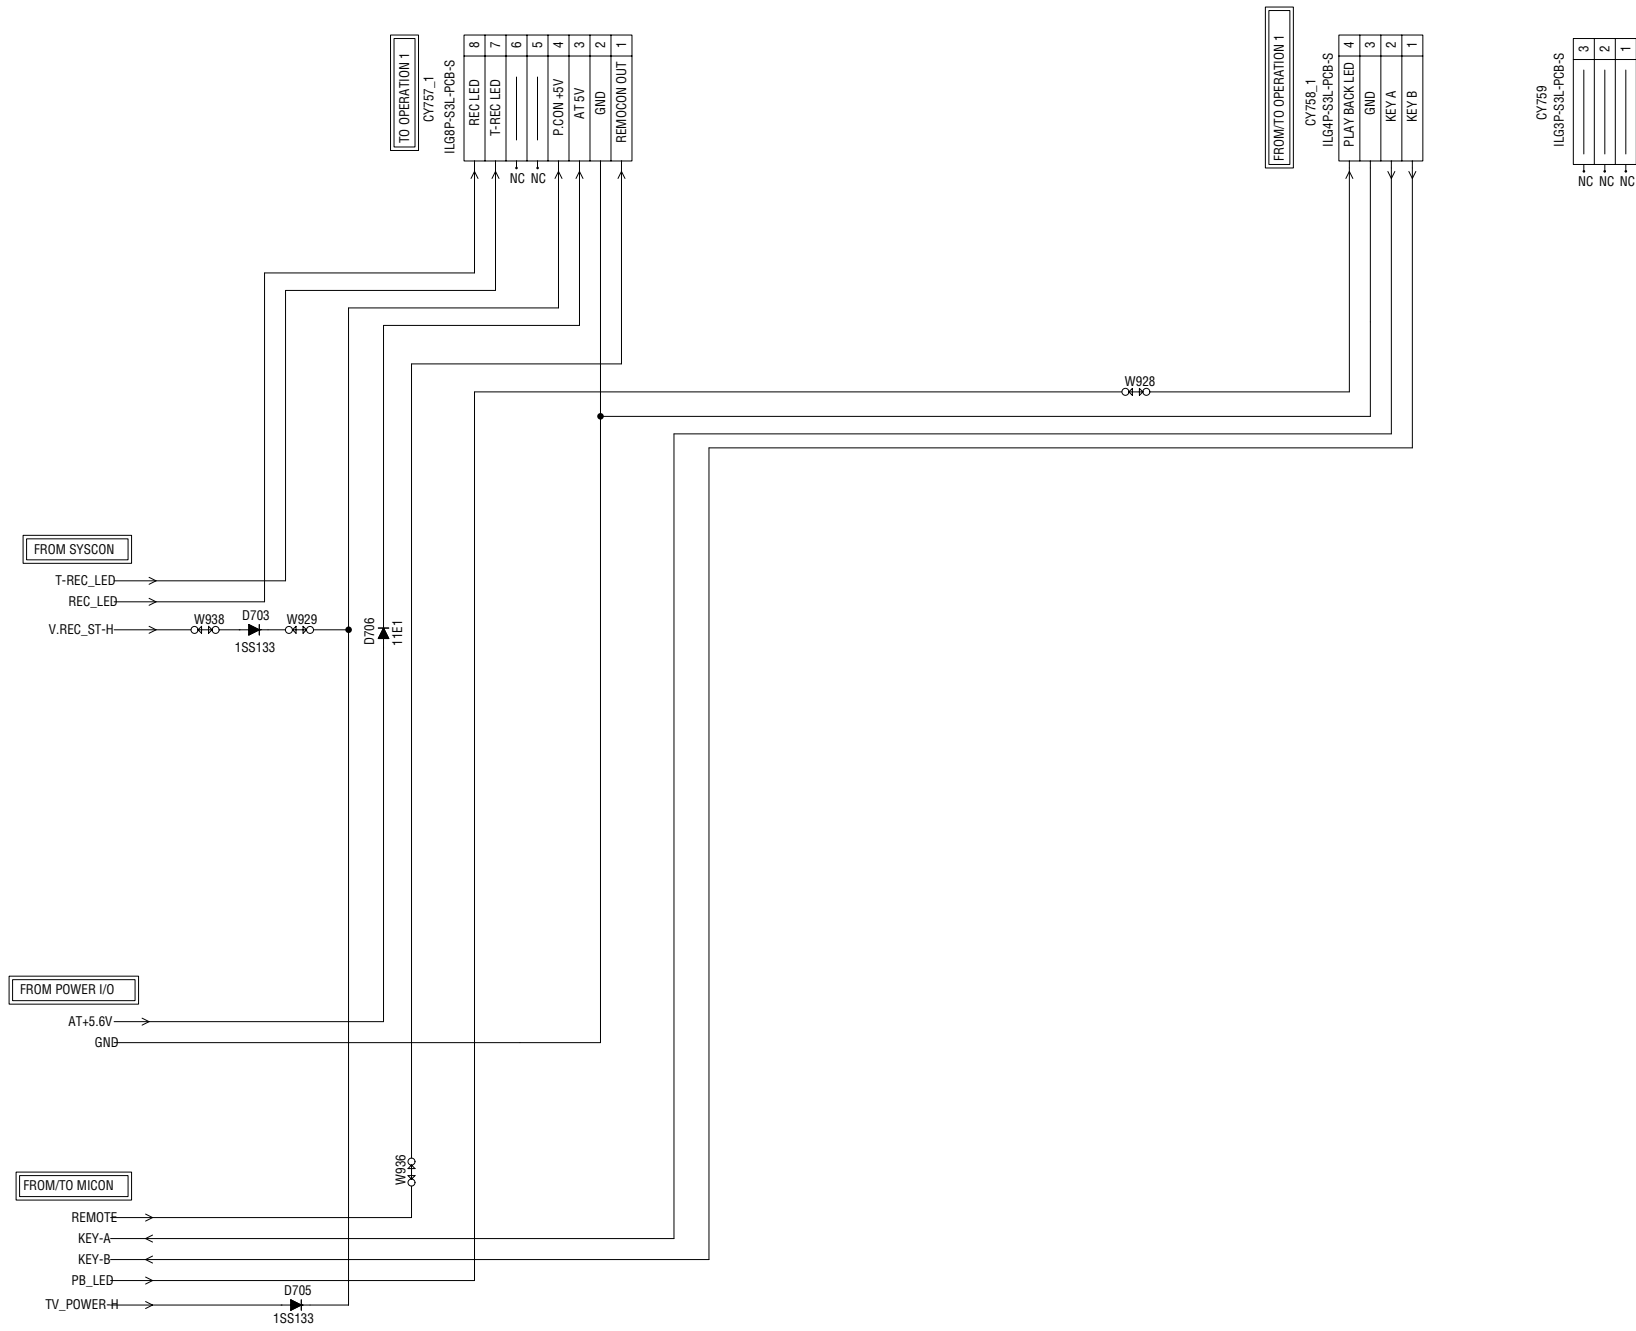 TO OPERATION 1
CY757_1
ILG8P-S3L-PCB-S
8 REC LED
7 T-REC LED
6
5
4 P.CON +5V
3 AT 5V
2 GND
1 REMOCON OUT
NC NC
FROM/TO OPERATION 1
CY758_1
ILG4P-S3L-PCB-S
4 PLAY BACK LED
3 GND
2 KEY A
1 KEY B
CY759
ILG3P-S3L-PCB-S
3
2
1
NC NC NC
W928
FROM SYSCON
T-REC_LED
REC_LED
V.REC_ST-H
W938
D703
1SS133
W929
D706
11E1
FROM POWER I/O
AT+5.6V
GND
W936
FROM/TO MICON
REMOTE
KEY-A
KEY-B
PB_LED
TV_POWER-H
D705
1SS133